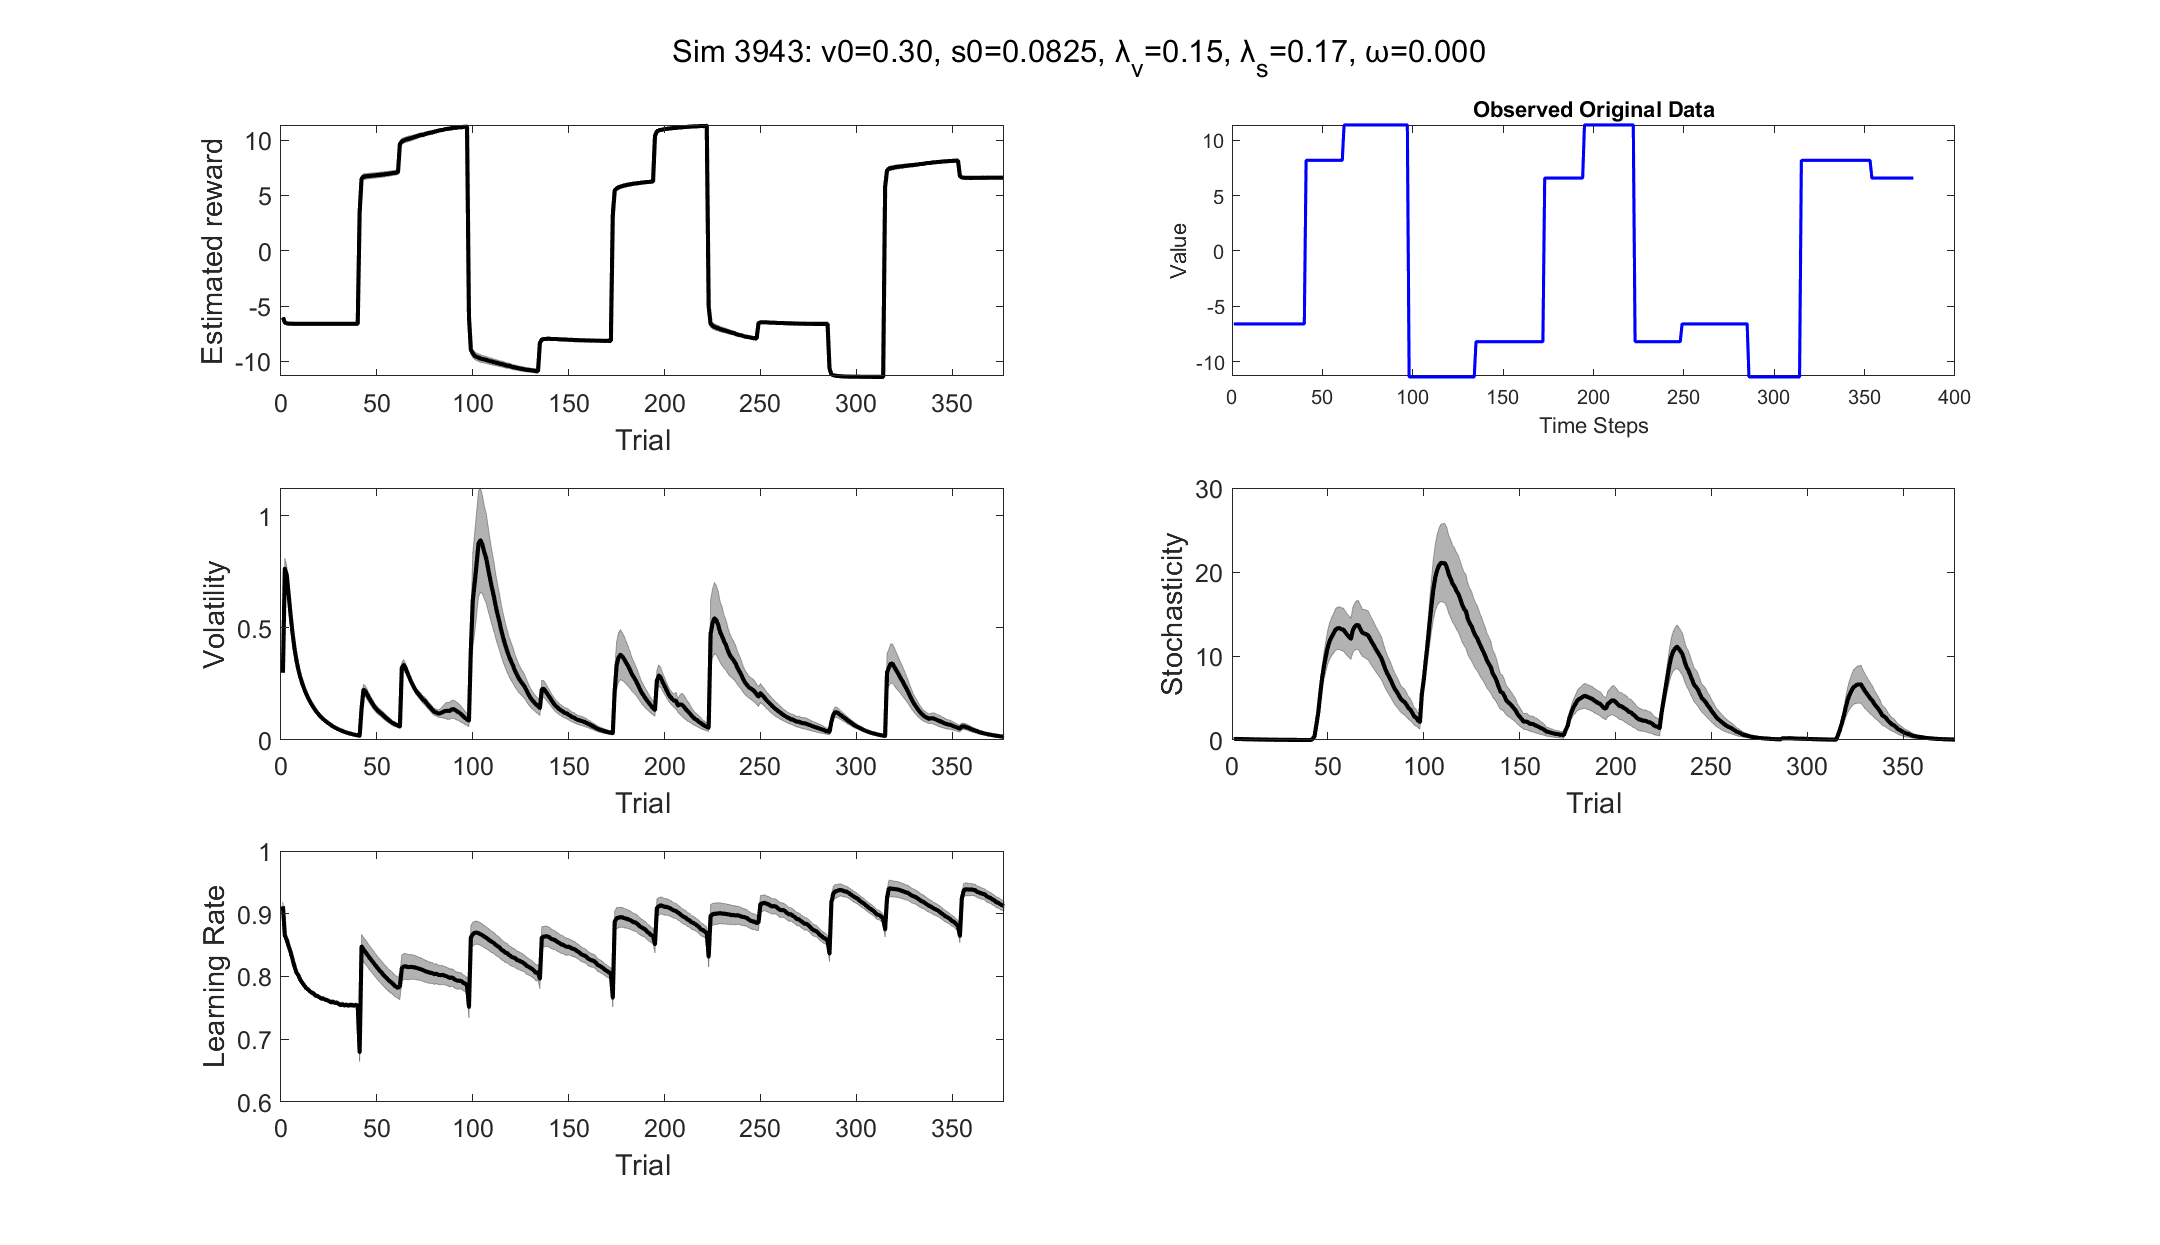 Sim 3943: v0=0.30, s0=0.0825, λ_v=0.15, λ_s=0.17, ω=0.000
Estimated reward
10
5
0
-5
-10
0 50 100 150 200 250 300 350
Trial
Observed Original Data
Value
10
5
0
-5
-10
0 50 100 150 200 250 300 350 400
Time Steps
Volatility
1
0.5
0
0 50 100 150 200 250 300 350
Trial
Stochasticity
30
20
10
0
0 50 100 150 200 250 300 350
Trial
Learning Rate
1
0.9
0.8
0.7
0.6
0 50 100 150 200 250 300 350
Trial